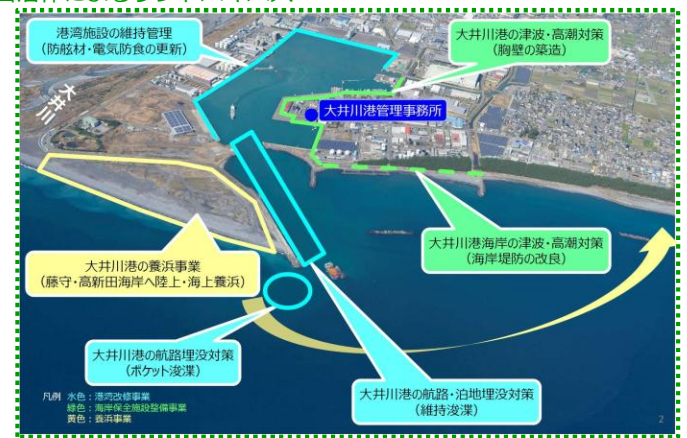 港湾施設の維持管理
(防舷材・電気防食の更新)
大井川港の津波・高潮対策
(胸壁の築造)
大井川
大井川港管理事務所
大井川港海岸の津波・高潮対策
(海岸堤防の改良)
大井川港の養浜事業
(藤守・高新田海岸へ陸上・海上養浜)
大井川港の航路埋没対策
(ポケット浚渫)
大井川港の航路・泊地埋没対策
(維持浚渫)
凡例 水色:港湾改修事業
緑色:海岸保全施設整備事業
黄色:養浜事業
2